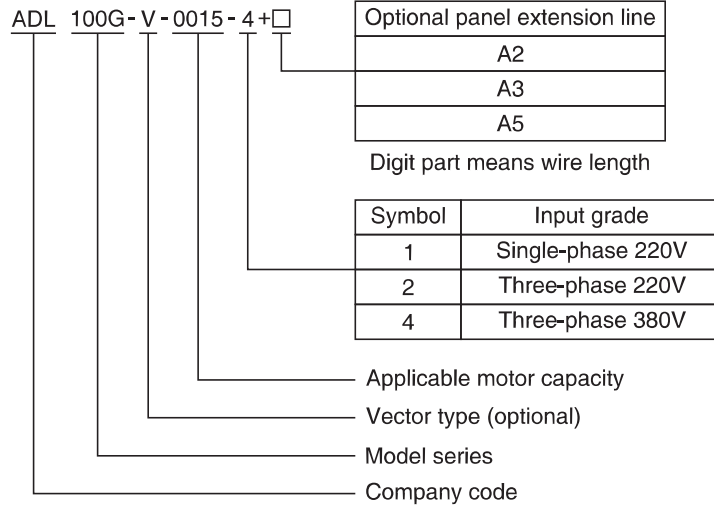 ADL 100G-V-0015-4+□
Optional panel extension line
A2
A3
A5
Digit part means wire length
Symbol Input grade
1 Single-phase 220V
2 Three-phase 220V
4 Three-phase 380V
Applicable motor capacity
Vector type (optional)
Model series
Company code